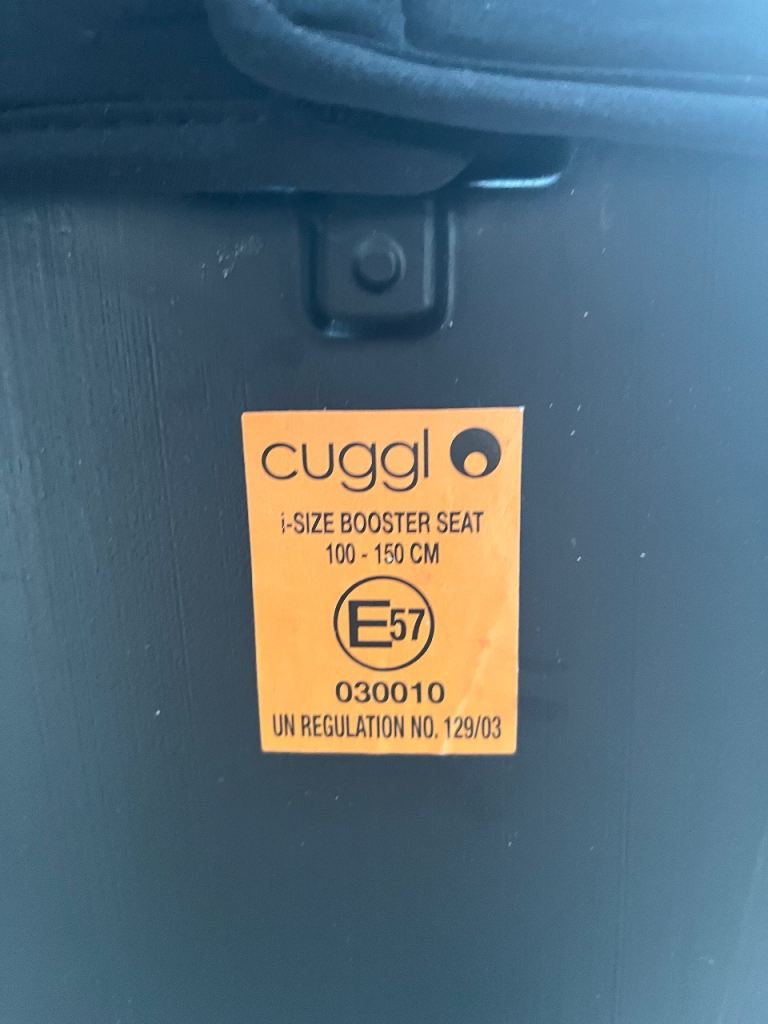 cuggl
i-SIZE BOOSTER SEAT
100 - 150 CM
E57
030010
UN REGULATION NO. 129/03